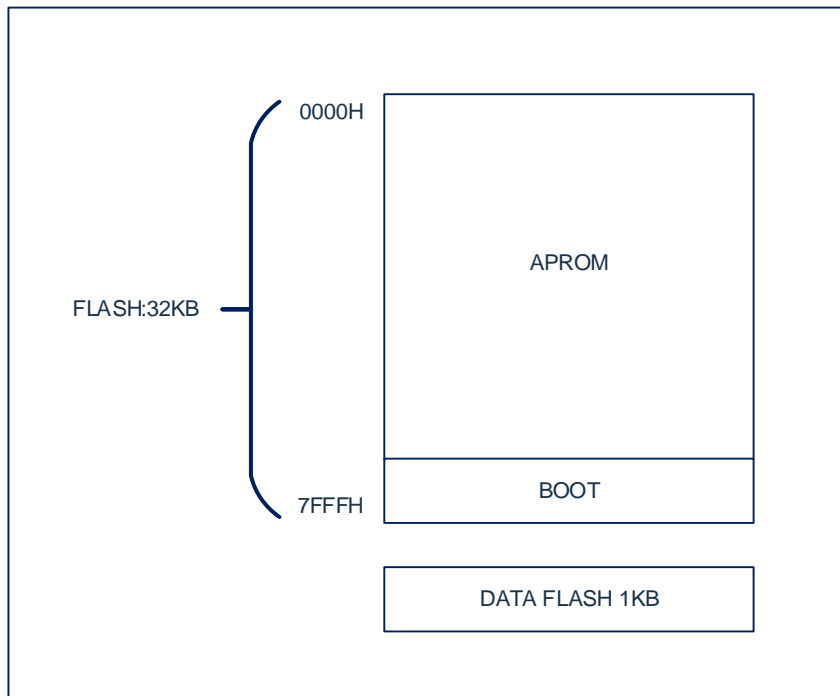 0000H
APROM
FLASH:32KB
BOOT
7FFFH
DATA FLASH 1KB